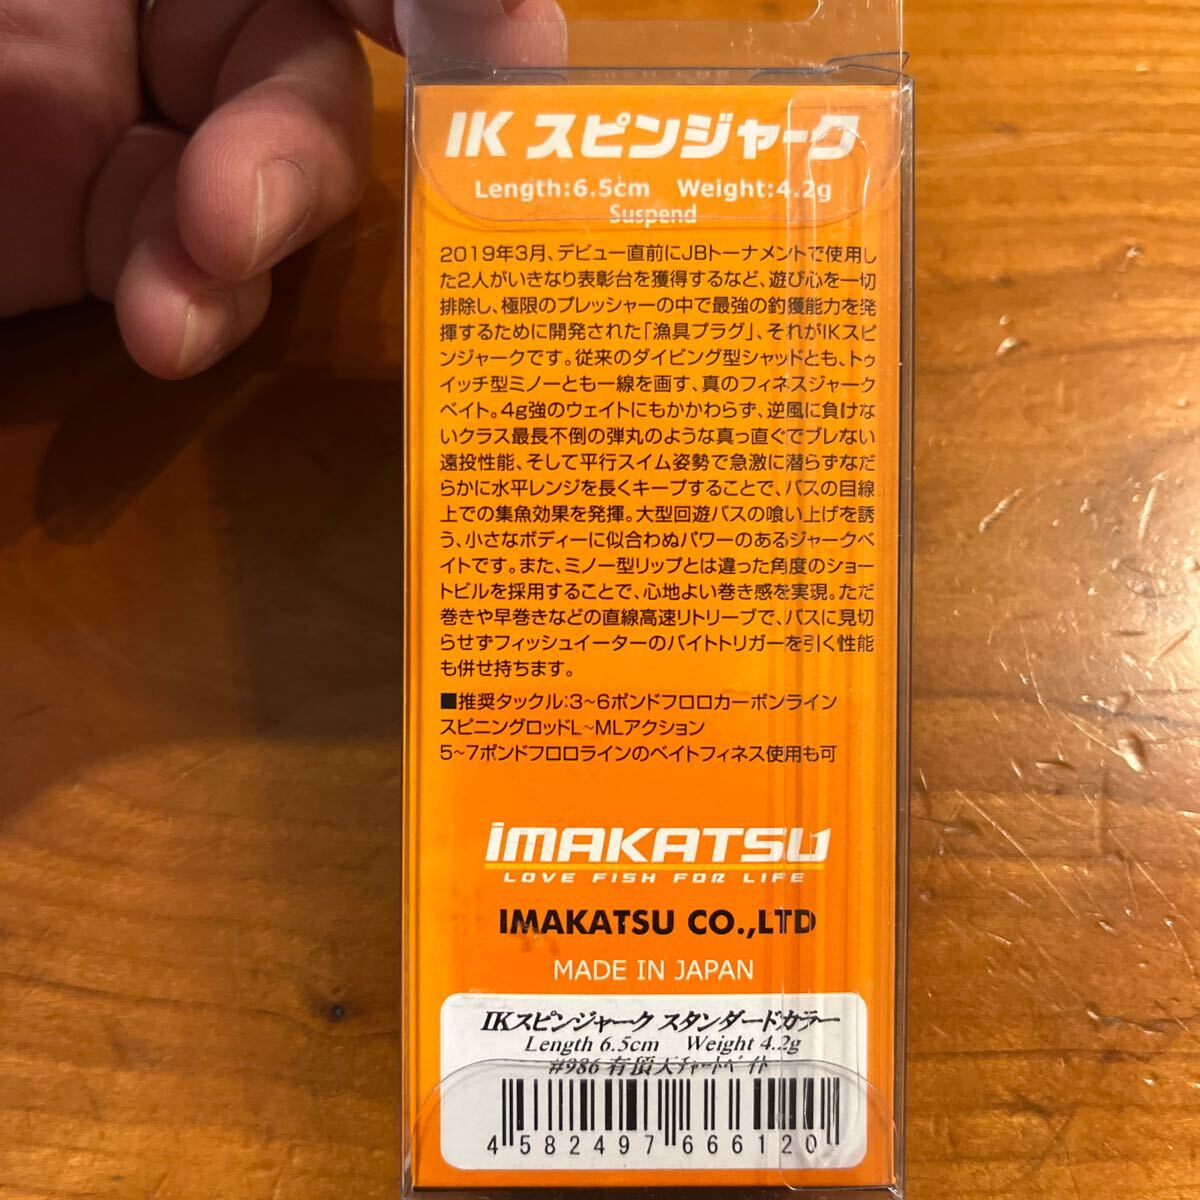 IK スピンジャーク
Length:6.5cm Weight:4.2g
Suspend
2019年3月、デビュー直前にJBトーナメントで使用し
た2人がいきなり表彰台を獲得するなど、遊び心を一切
排除し、極限のプレッシャーの中で最強の釣獲能力を発
揮するために開発された「漁具プラグ」、それがIKスピ
ンジャークです。従来のダイビング型シャッドとも、トゥ
イッチ型ミノーとも一線を画す、真のフィネスジャーク
ベイト。4g強のウェイトにもかかわらず、逆風に負けな
いクラス最長不倒の弾丸のような真っ直ぐでブレない
遠投性能、そして平行スイム姿勢で急激に潜らずなだ
らかに水平レンジを長くキープすることで、バスの目線
上での集魚効果を発揮。大型回遊バスの喰い上げを誘
う、小さなボディーに似合わぬパワーのあるジャークベ
イトです。また、ミノー型リップとは違った角度のショー
トビルを採用することで、心地よい巻き感を実現。ただ
巻きや早巻きなどの直線高速リトリーブで、バスに見切
らせずフィッシュイーターのバイトトリガーを引く性能
も併せ持ちます。
■推奨タックル:3~6ポンドフロロカーボンライン
スピニングロッドL~MLアクション
5~7ポンドフロロラインのベイトフィネス使用も可
IMAKATSU
LOVE FISH FOR LIFE
IMAKATSU CO.,LTD
MADE IN JAPAN
IKスピンジャーク スタンダードカラー
Length 6.5cm Weight 4.2g
#986 有頂天ﾁｬｰﾄﾍﾞｲﾄ
4 582497 666120